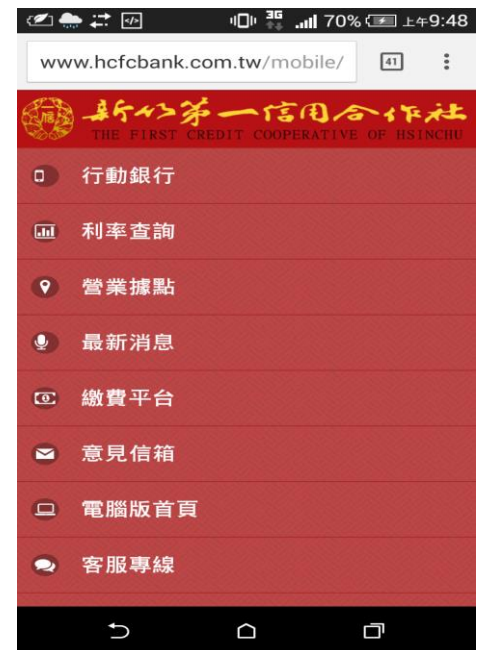 3G 70% 上午9:48
www.hcfcbank.com.tw/mobile/ 41
新竹第一信用合作社
THE FIRST CREDIT COOPERATIVE OF HSINCHU
行動銀行
利率查詢
營業據點
最新消息
繳費平台
意見信箱
電腦版首頁
客服專線